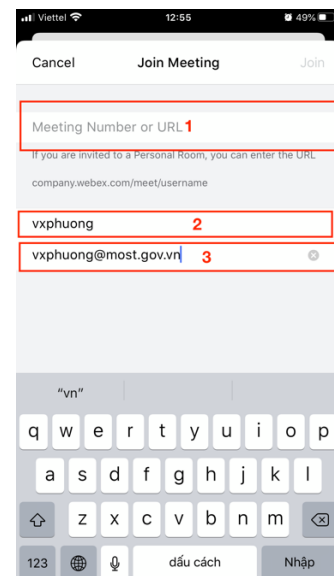 Viettel 12:55 49%
Cancel Join Meeting Join
Meeting Number or URL 1
If you are invited to a Personal Room, you can enter the URL
company.webex.com/meet/username
vxphuong 2
vxphuong@most.gov.vn 3
“vn”
q w e r t y u i o p
a s d f g h j k l
z x c v b n m
123 dấu cách Nhập